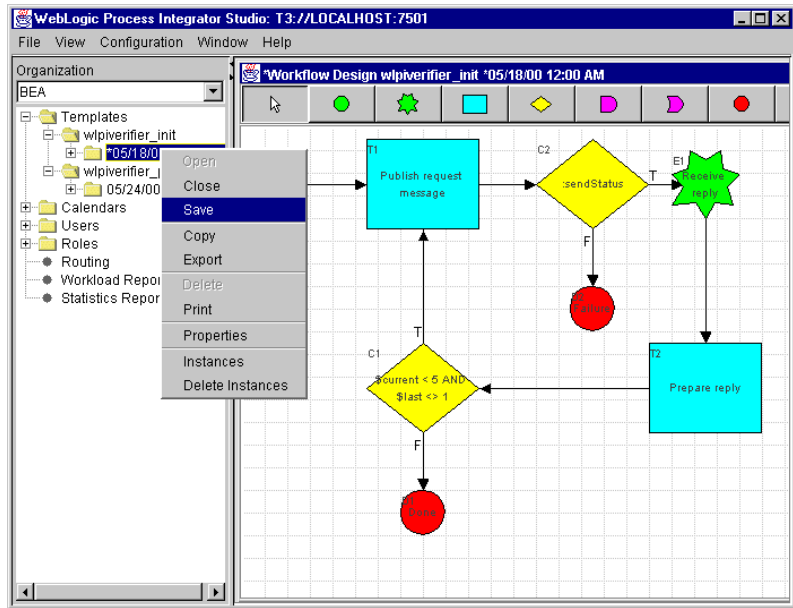 WebLogic Process Integrator Studio: T3://LOCALHOST:7501
File View Configuration Window Help
Organization
BEA
Templates
wlpiverifier_init
*05/18/0
wlpiverifier_
05/24/00
Calendars
Users
Roles
Routing
Workload Repo
Statistics Repor
Open
Close
Save
Copy
Export
Delete
Print
Properties
Instances
Delete Instances
*Workflow Design wlpiverifier_init *05/18/00 12:00 AM
T1
Publish request
message
C2
:sendStatus
T
E1
Receive
reply
F
Failure
T2
Prepare reply
T
C1
$current < 5 AND
$last <> 1
F
Done